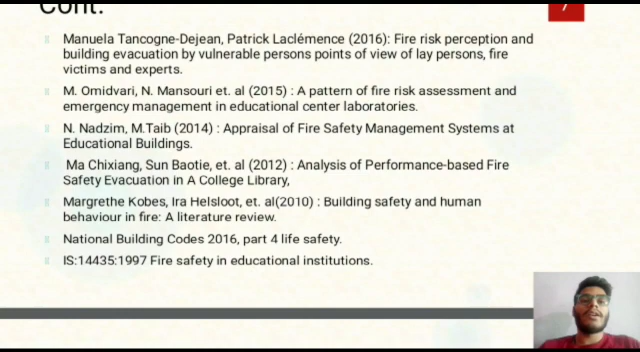 Cont.
7
Manuela Tancogne-Dejean, Patrick Laclémence (2016): Fire risk perception and
building evacuation by vulnerable persons points of view of lay persons, fire
victims and experts.
M. Omidvari, N. Mansouri et. al (2015) : A pattern of fire risk assessment and
emergency management in educational center laboratories.
N. Nadzim, M.Taib (2014) : Appraisal of Fire Safety Management Systems at
Educational Buildings.
Ma Chixiang, Sun Baotie, et. al (2012) : Analysis of Performance-based Fire
Safety Evacuation in A College Library,
Margrethe Kobes, Ira Helsloot, et. al(2010) : Building safety and human
behaviour in fire: A literature review.
National Building Codes 2016, part 4 life safety.
IS:14435:1997 Fire safety in educational institutions.